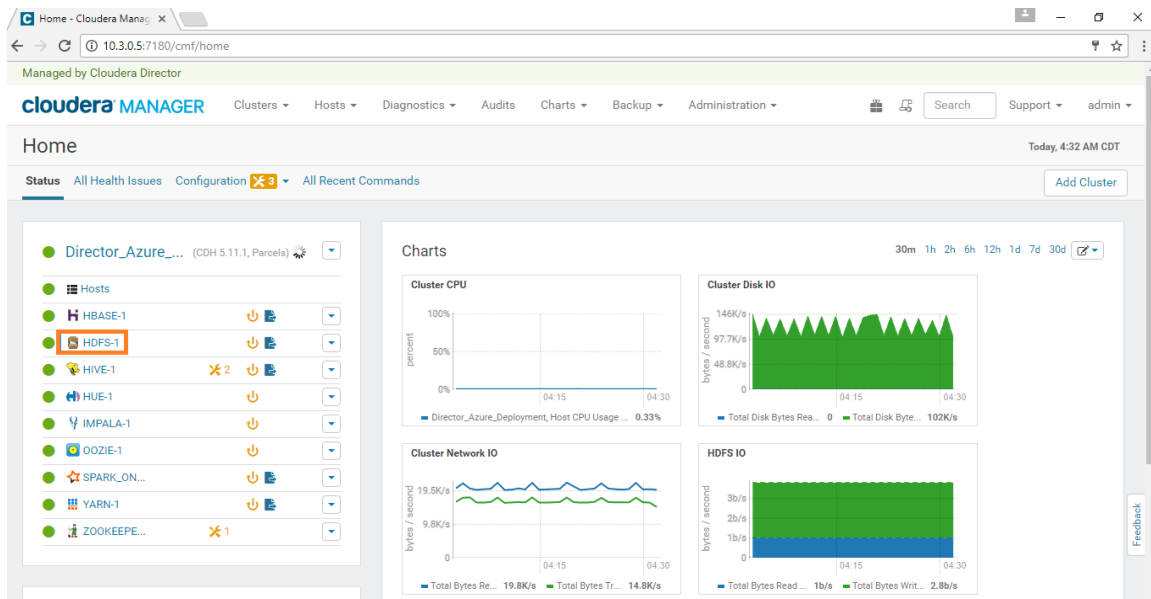 Home - Cloudera Manag
10.3.0.5:7180/cmf/home
Managed by Cloudera Director
cloudera MANAGER Clusters Hosts Diagnostics Audits Charts Backup Administration Search Support admin
Home Today, 4:32 AM CDT
Status All Health Issues Configuration 3 All Recent Commands Add Cluster
Director_Azure_... (CDH 5.11.1, Parcels)
Hosts
HBASE-1
HDFS-1
HIVE-1 2
HUE-1
IMPALA-1
OOZIE-1
SPARK_ON...
YARN-1
ZOOKEEPE... 1
Charts 30m 1h 2h 6h 12h 1d 7d 30d
Cluster CPU
percent
100%
50%
0%
04:15 04:30
Director_Azure_Deployment, Host CPU Usage ... 0.33%
Cluster Disk IO
bytes / second
146K/s
97.7K/s
48.8K/s
0
04:15 04:30
Total Disk Bytes Rea... 0 Total Disk Byte... 102K/s
Cluster Network IO
bytes / second
19.5K/s
9.8K/s
0
04:15 04:30
Total Bytes Re... 19.8K/s Total Bytes Tr... 14.8K/s
HDFS IO
bytes / second
3b/s
2b/s
1b/s
0
04:15 04:30
Total Bytes Read ... 1b/s Total Bytes Writ... 2.8b/s
Feedback